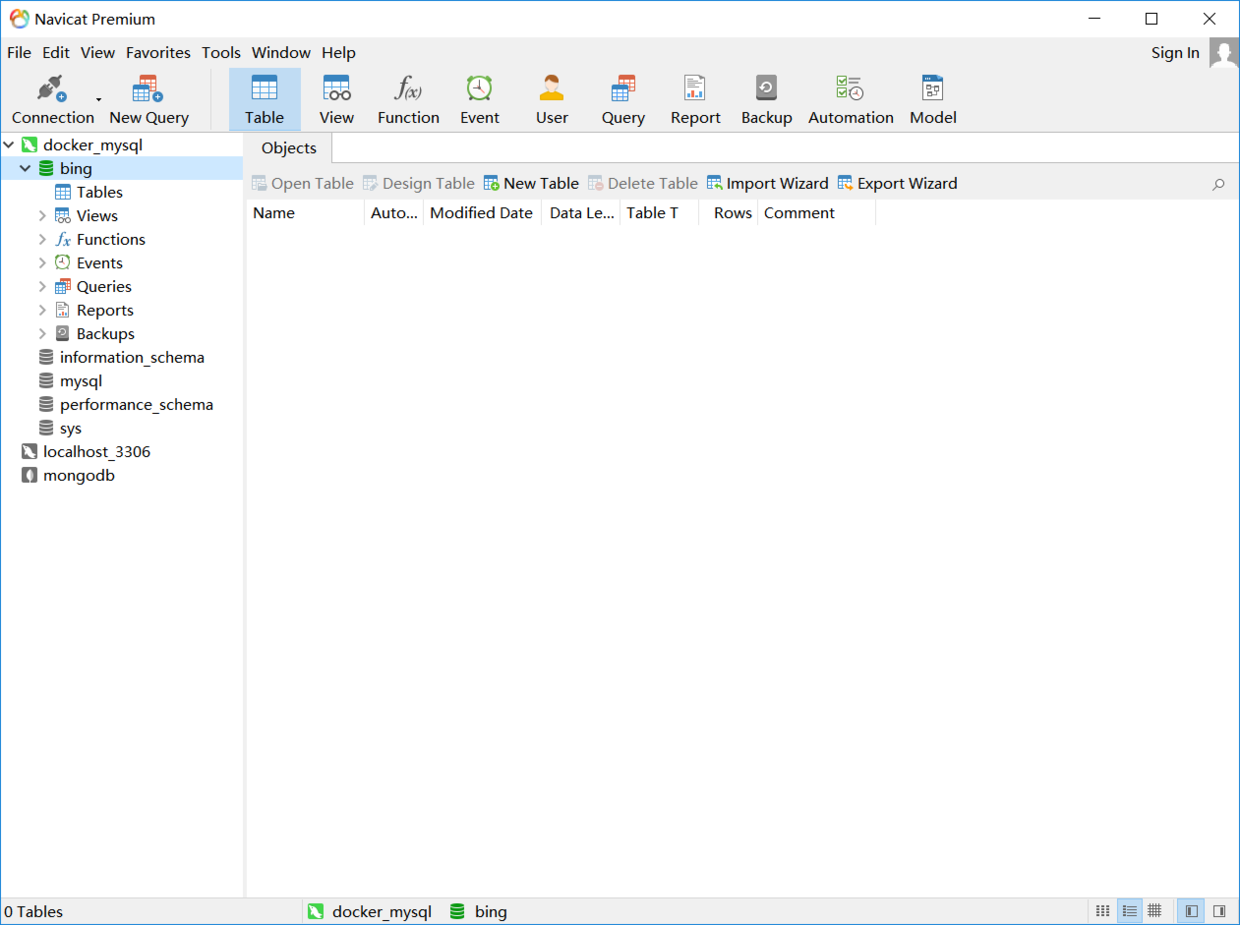 Navicat Premium
File Edit View Favorites Tools Window Help Sign In
Connection New Query Table View Function Event User Query Report Backup Automation Model
docker_mysql
Objects
bing
Open Table Design Table New Table Delete Table Import Wizard Export Wizard
Tables
Name Auto... Modified Date Data Le... Table T Rows Comment
Views
Functions
Events
Queries
Reports
Backups
information_schema
mysql
performance_schema
sys
localhost_3306
mongodb
0 Tables docker_mysql bing